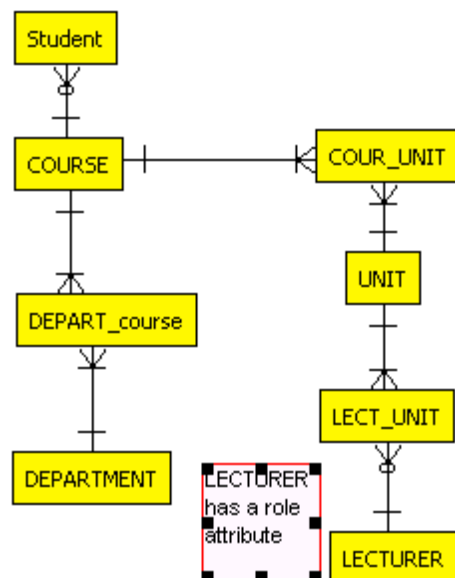 Student
COURSE
COUR_UNIT
UNIT
DEPART_course
LECT_UNIT
DEPARTMENT
LECTURER
has a role
attribute
LECTURER